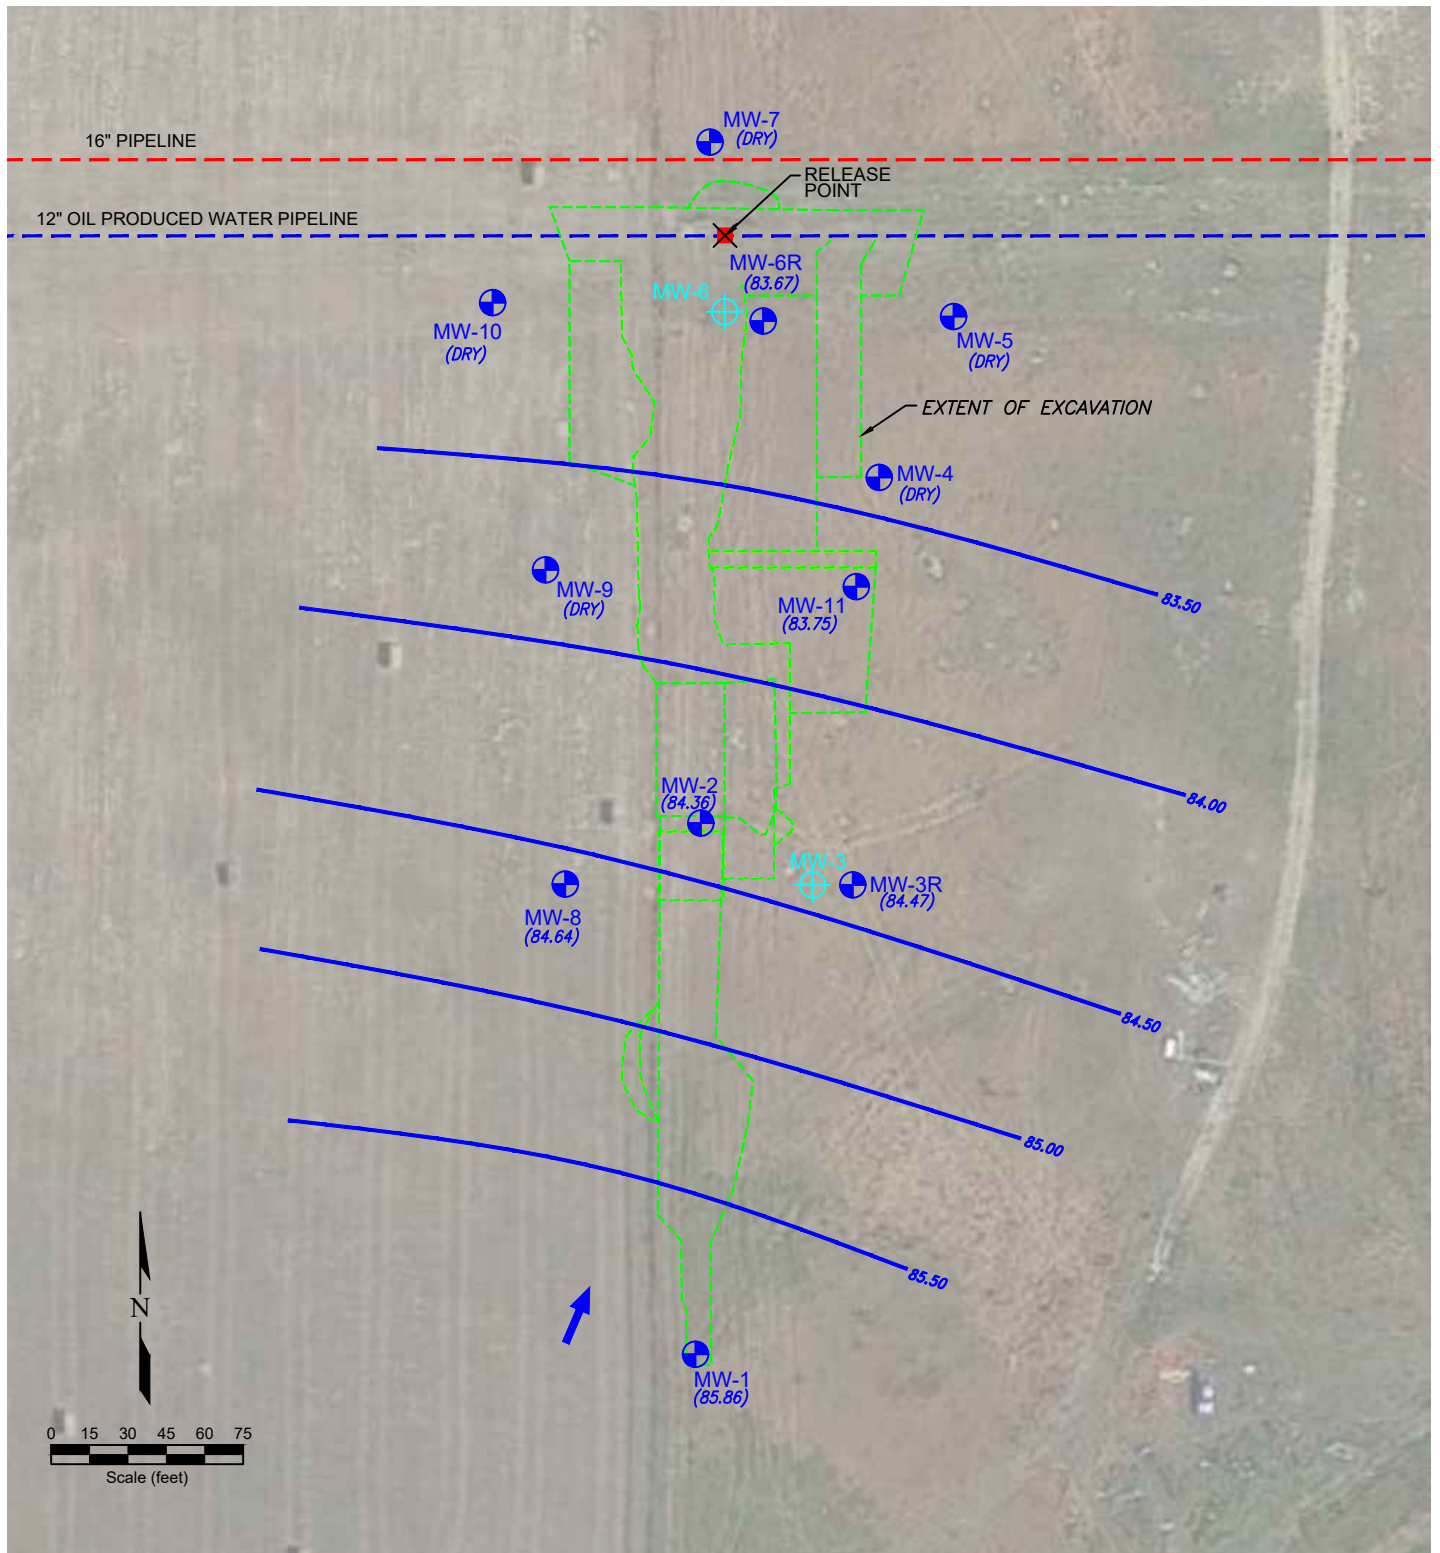 MW-7
(DRY)
16" PIPELINE
RELEASE
POINT
12" OIL PRODUCED WATER PIPELINE
MW-6R
(83.67)
MW-6
MW-10
(DRY)
MW-5
(DRY)
EXTENT OF EXCAVATION
MW-4
(DRY)
MW-9
(DRY)
MW-11
(83.75)
83.50
MW-2
(84.36)
84.00
MW-3
MW-3R
(84.47)
MW-8
(84.64)
84.50
85.00
85.50
N
MW-1
(85.86)
0 15 30 45 60 75
Scale (feet)